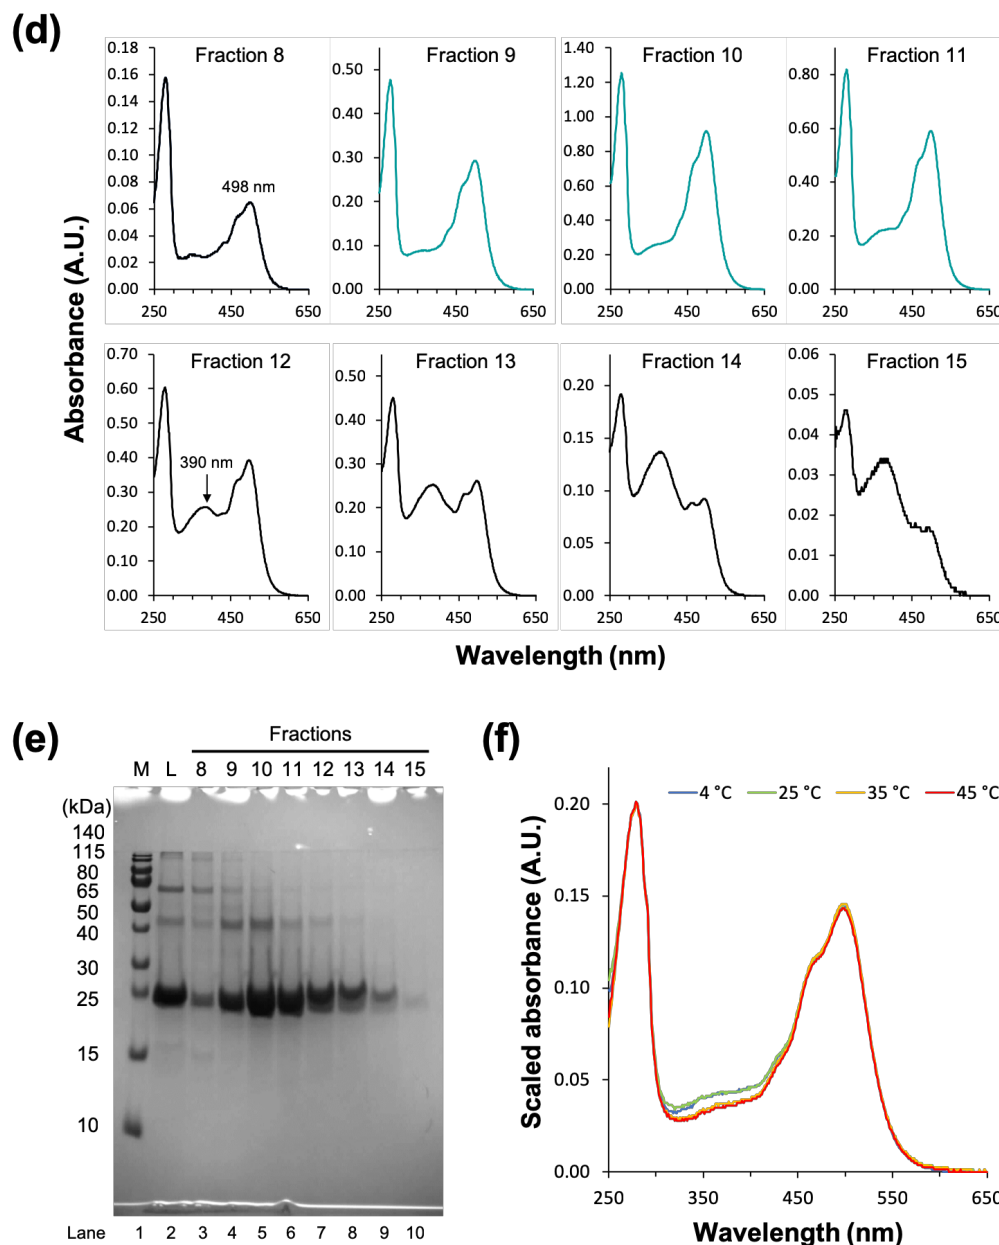 (d)
Absorbance (A.U.)
Fraction 8
0.18
0.16
0.14
0.12
0.10
0.08
0.06
0.04
0.02
0.00
498 nm
250 450 650
Fraction 9
0.50
0.40
0.30
0.20
0.10
0.00
250 450 650
Fraction 10
1.40
1.20
1.00
0.80
0.60
0.40
0.20
0.00
250 450 650
Fraction 11
0.80
0.60
0.40
0.20
0.00
250 450 650
Fraction 12
0.70
0.60
0.50
0.40
0.30
0.20
0.10
0.00
390 nm
250 450 650
Fraction 13
0.50
0.40
0.30
0.20
0.10
0.00
250 450 650
Fraction 14
0.20
0.15
0.10
0.05
0.00
250 450 650
Fraction 15
0.06
0.05
0.04
0.03
0.02
0.01
0.00
250 450 650
Wavelength (nm)
(e)
Fractions
M L 8 9 10 11 12 13 14 15
(kDa)
140
115
80
65
50
40
30
25
15
10
Lane 1 2 3 4 5 6 7 8 9 10
(f)
4 °C 25 °C 35 °C 45 °C
Scaled absorbance (A.U.)
0.20
0.15
0.10
0.05
0.00
250 350 450 550 650
Wavelength (nm)